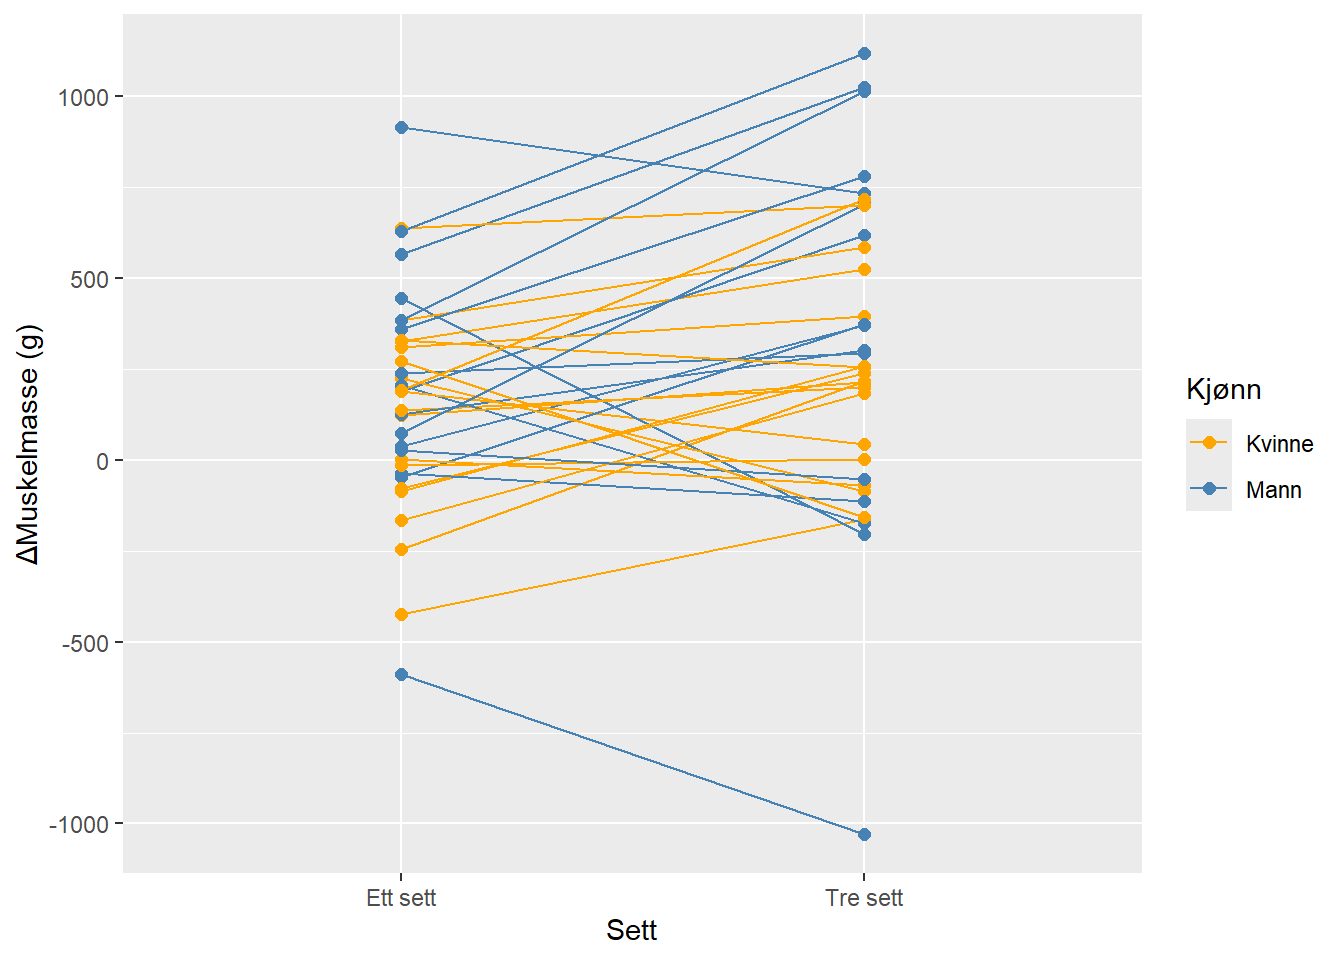 1000
500
0
-500
-1000
ΔMuskelmasse (g)
Ett sett
Tre sett
Sett
Kjønn
Kvinne
Mann